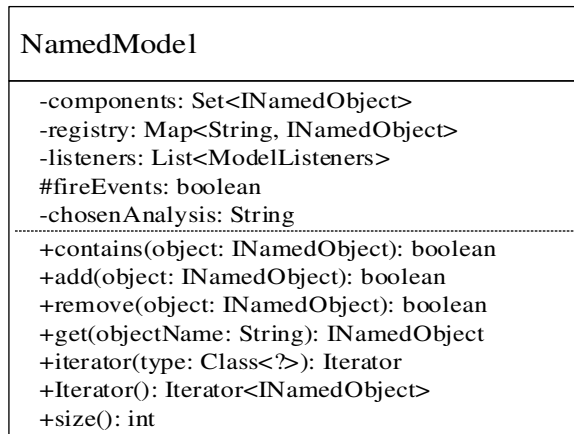 NamedModel
-components: Set<INamedObject>
-registry: Map<String, INamedObject>
-listeners: List<ModelListeners>
#fireEvents: boolean
-chosenAnalysis: String
+contains(object: INamedObject): boolean
+add(object: INamedObject): boolean
+remove(object: INamedObject): boolean
+get(objectName: String): INamedObject
+iterator(type: Class<?>): Iterator
+Iterator(): Iterator<INamedObject>
+size(): int